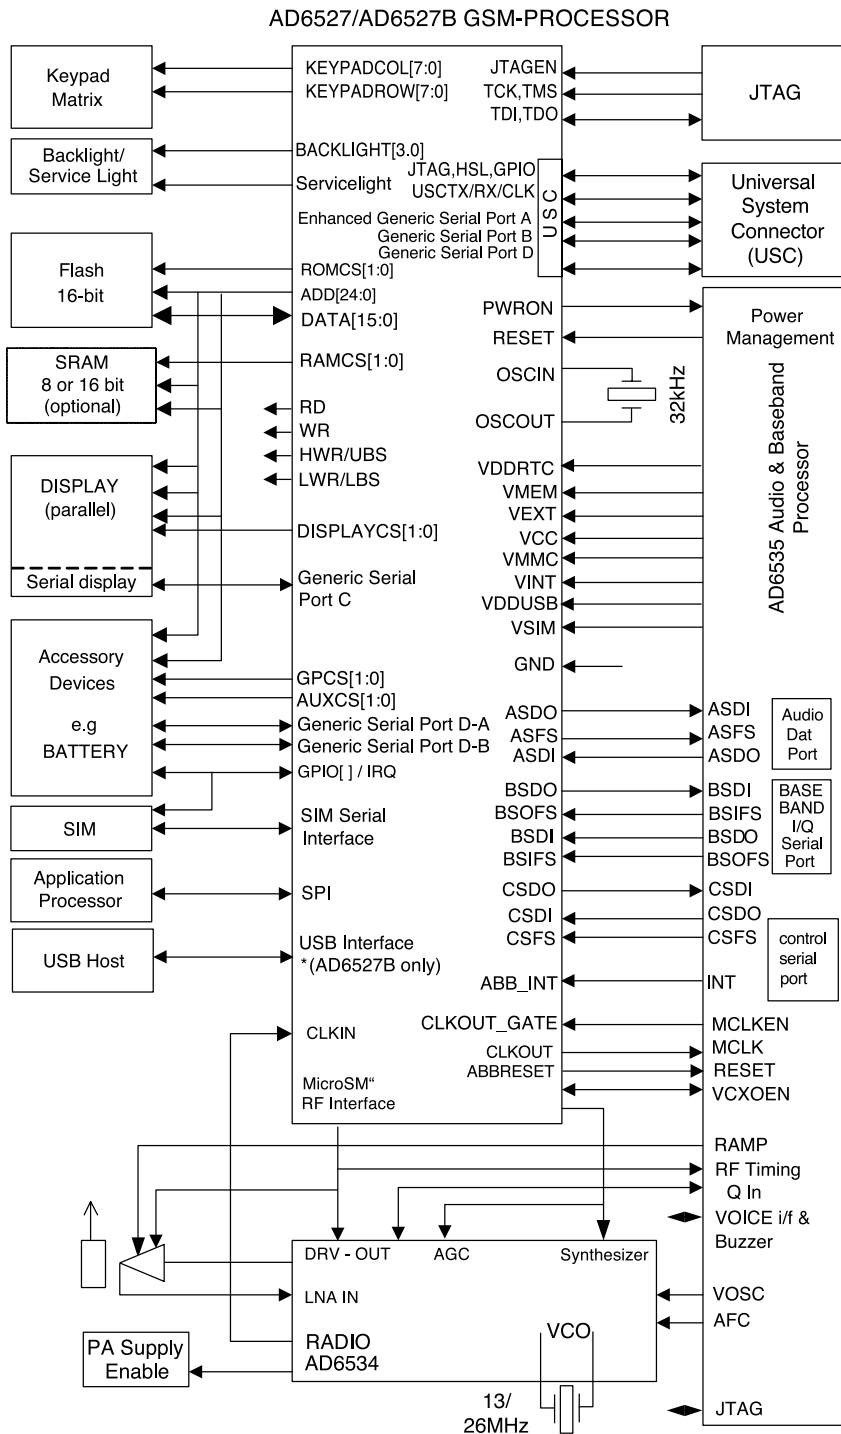 AD6527/AD6527B GSM-PROCESSOR
Keypad
Matrix
Backlight/
Service Light
Flash
16-bit
SRAM
8 or 16 bit
(optional)
DISPLAY
(parallel)
Serial display
Accessory
Devices
e.g
BATTERY
SIM
Application
Processor
USB Host
KEYPADCOL[7:0]
KEYPADROW[7:0]
BACKLIGHT[3.0]
Servicelight
ROMCS[1:0]
ADD[24:0]
DATA[15:0]
RAMCS[1:0]
RD
WR
HWR/UBS
LWR/LBS
DISPLAYCS[1:0]
Generic Serial
Port C
GPCS[1:0]
AUXCS[1:0]
Generic Serial Port D-A
Generic Serial Port D-B
GPIO[ ] / IRQ
SIM Serial
Interface
SPI
USB Interface
*(AD6527B only)
CLKIN
MicroSM“
RF Interface
JTAGEN
TCK,TMS
TDI,TDO
JTAG,HSL,GPIO
USCTX/RX/CLK
Enhanced Generic Serial Port A
Generic Serial Port B
Generic Serial Port D
USC
PWRON
RESET
OSCIN
OSCOUT
32kHz
VDDRTC
VMEM
VEXT
VCC
VMMC
VINT
VDDUSB
VSIM
GND
ASDO
ASFS
ASDI
BSDO
BSOFS
BSDI
BSIFS
CSDO
CSDI
CSFS
ABB_INT
CLKOUT_GATE
CLKOUT
ABBRESET
JTAG
Universal
System
Connector
(USC)
Power
Management
AD6535 Audio & Baseband
Processor
ASDI
ASFS
ASDO
Audio
Dat
Port
BSDI
BSIFS
BSDO
BSOFS
BASE
BAND
I/Q
Serial
Port
CSDI
CSDO
CSFS
control
serial
port
INT
MCLKEN
MCLK
RESET
VCXOEN
RAMP
RF Timing
Q In
VOICE i/f &
Buzzer
VOSC
AFC
JTAG
DRV - OUT
AGC
Synthesizer
LNA IN
RADIO
AD6534
VCO
PA Supply
Enable
13/
26MHz